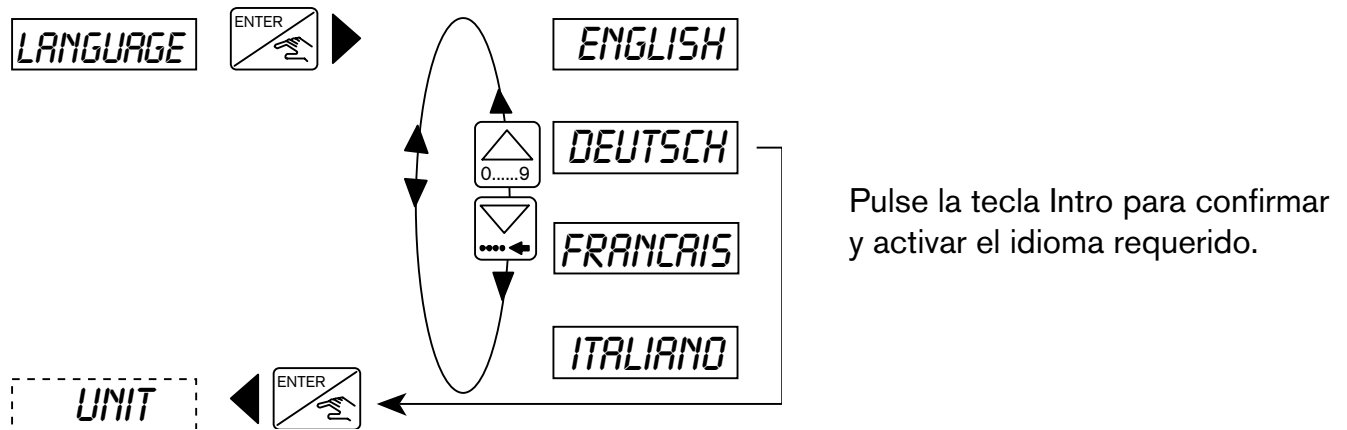 LANGUAGE
ENTER
ENGLISH
DEUTSCH
0......9
FRANCAIS
ITALIANO
Pulse la tecla Intro para confirmar
y activar el idioma requerido.
UNIT
ENTER